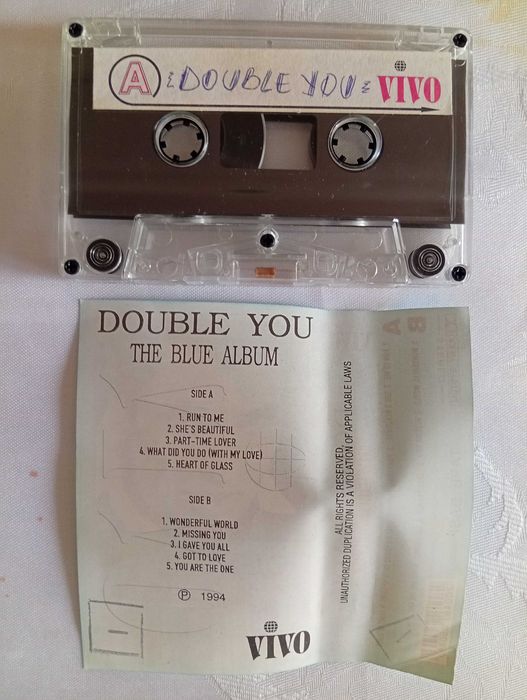 A DOUBLE YOU VIVO
DOUBLE YOU
THE BLUE ALBUM
SIDE A
1. RUN TO ME
2. SHE'S BEAUTIFUL
3. PART-TIME LOVER
4. WHAT DID YOU DO (WITH MY LOVE)
5. HEART OF GLASS
SIDE B
1. WONDERFUL WORLD
2. MISSING YOU
3. I GAVE YOU ALL
4. GOT TO LOVE
5. YOU ARE THE ONE
℗ 1994
VIVO
ALL RIGHTS RESERVED.
UNAUTHORIZED DUPLICATION IS A VIOLATION OF APPLICABLE LAWS